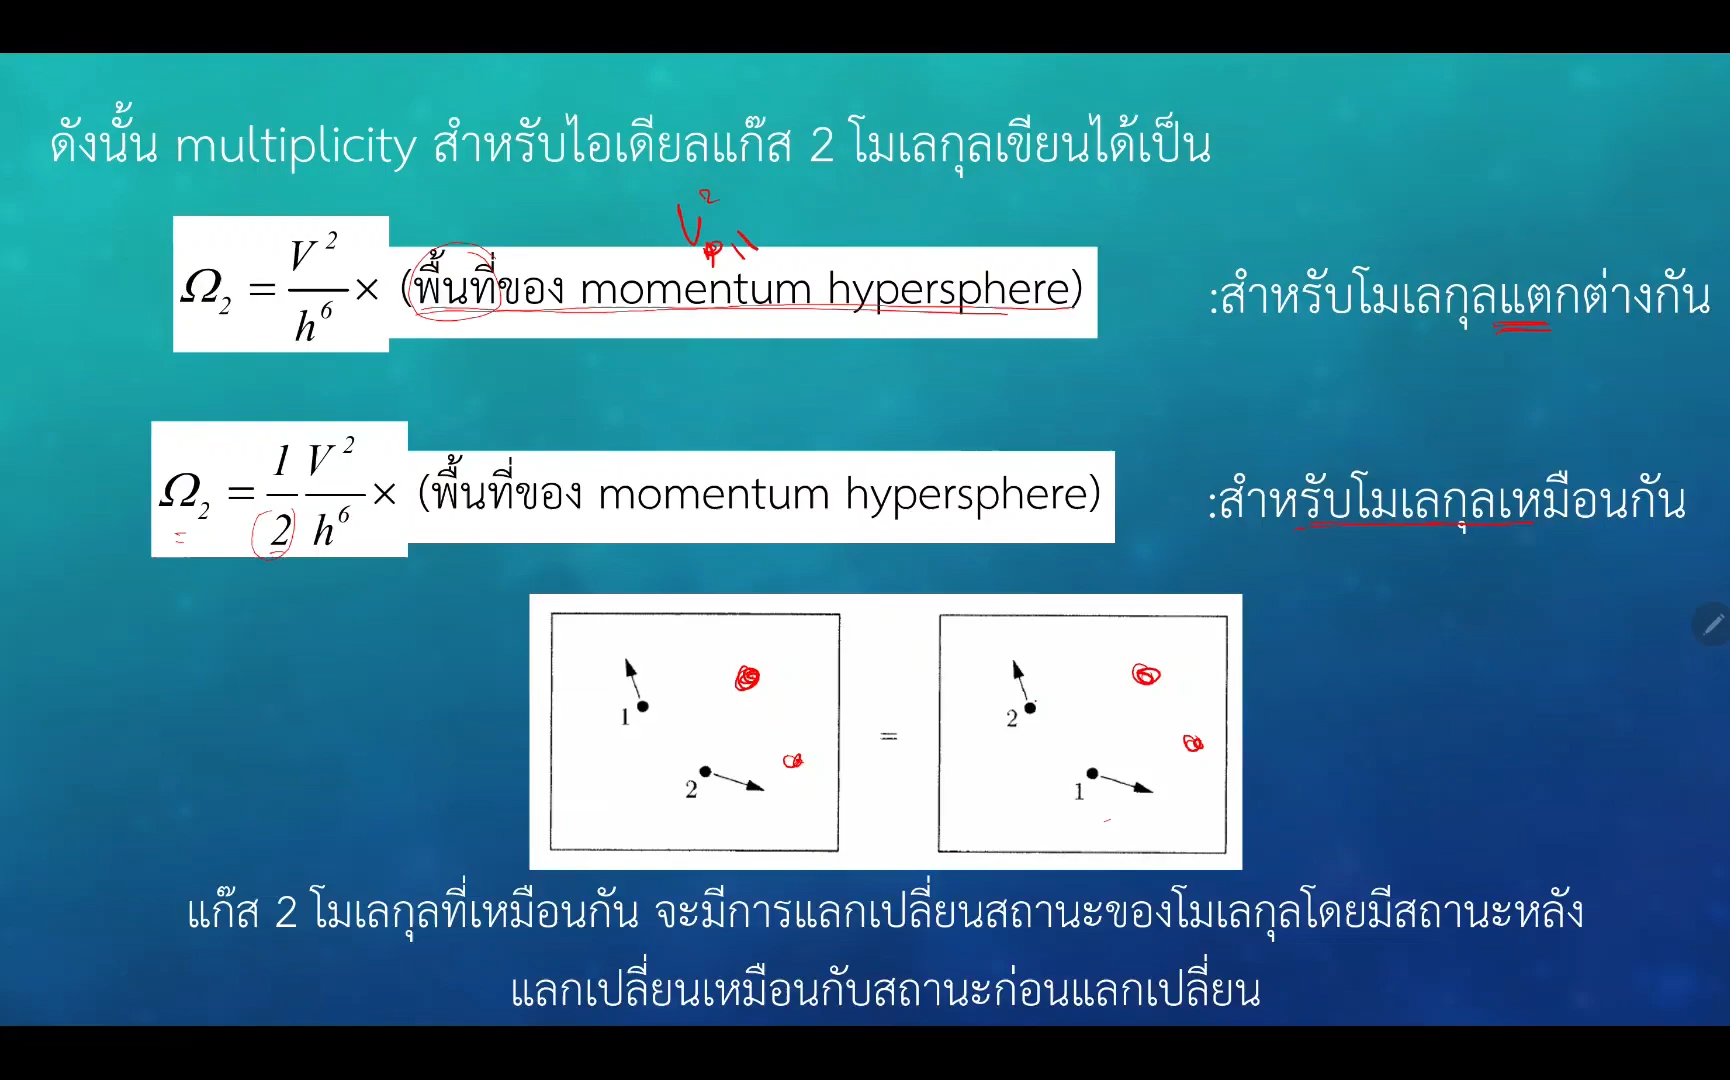 ดังนั้น multiplicity สำหรับไอเดียลแก๊ส 2 โมเลกุลเขียนได้เป็น
Ω₂ = V²/h⁶ × (พื้นที่ของ momentum hypersphere) :สำหรับโมเลกุลแตกต่างกัน
Ω₂ = 1/2 V²/h⁶ × (พื้นที่ของ momentum hypersphere) :สำหรับโมเลกุลเหมือนกัน
1 2 = 2 1
แก๊ส 2 โมเลกุลที่เหมือนกัน จะมีการแลกเปลี่ยนสถานะของโมเลกุลโดยมีสถานะหลัง
แลกเปลี่ยนเหมือนกับสถานะก่อนแลกเปลี่ยน